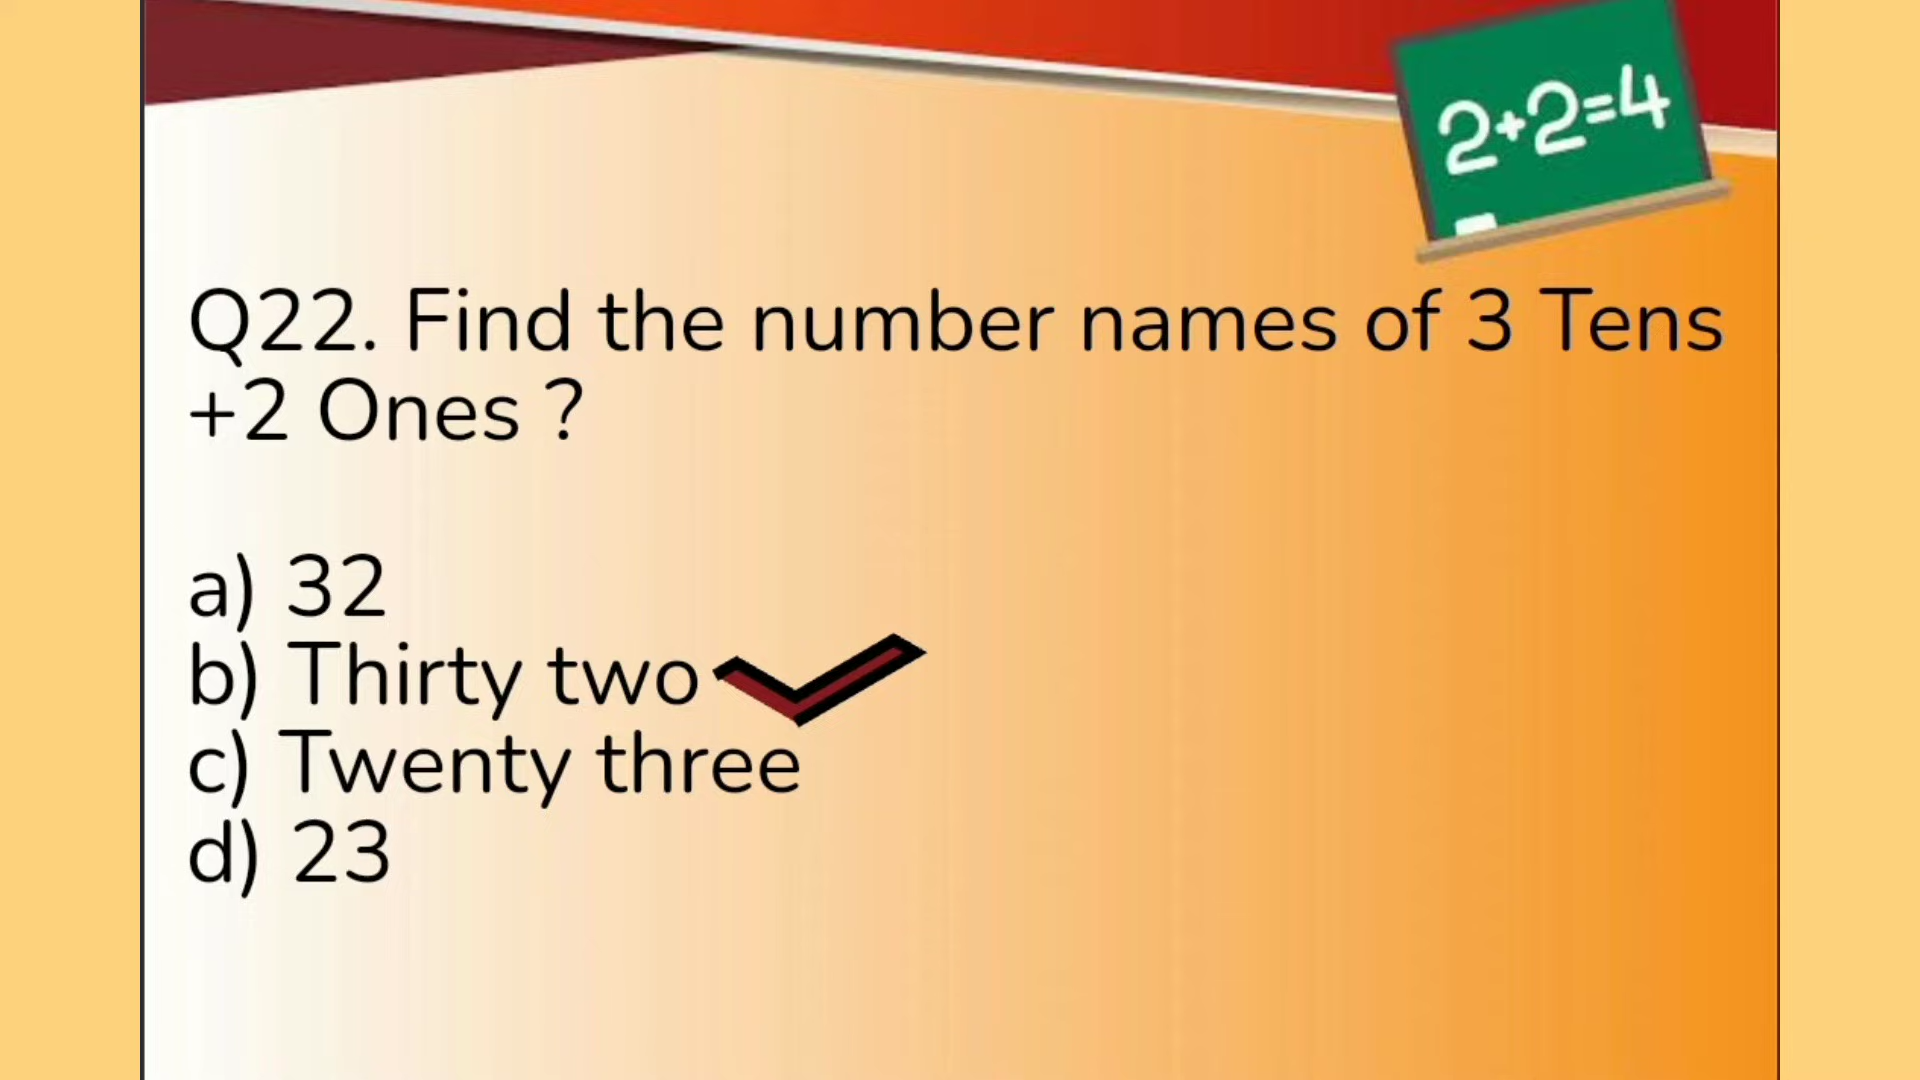 2+2=4
Q22. Find the number names of 3 Tens
+2 Ones ?
a) 32
b) Thirty two
c) Twenty three
d) 23